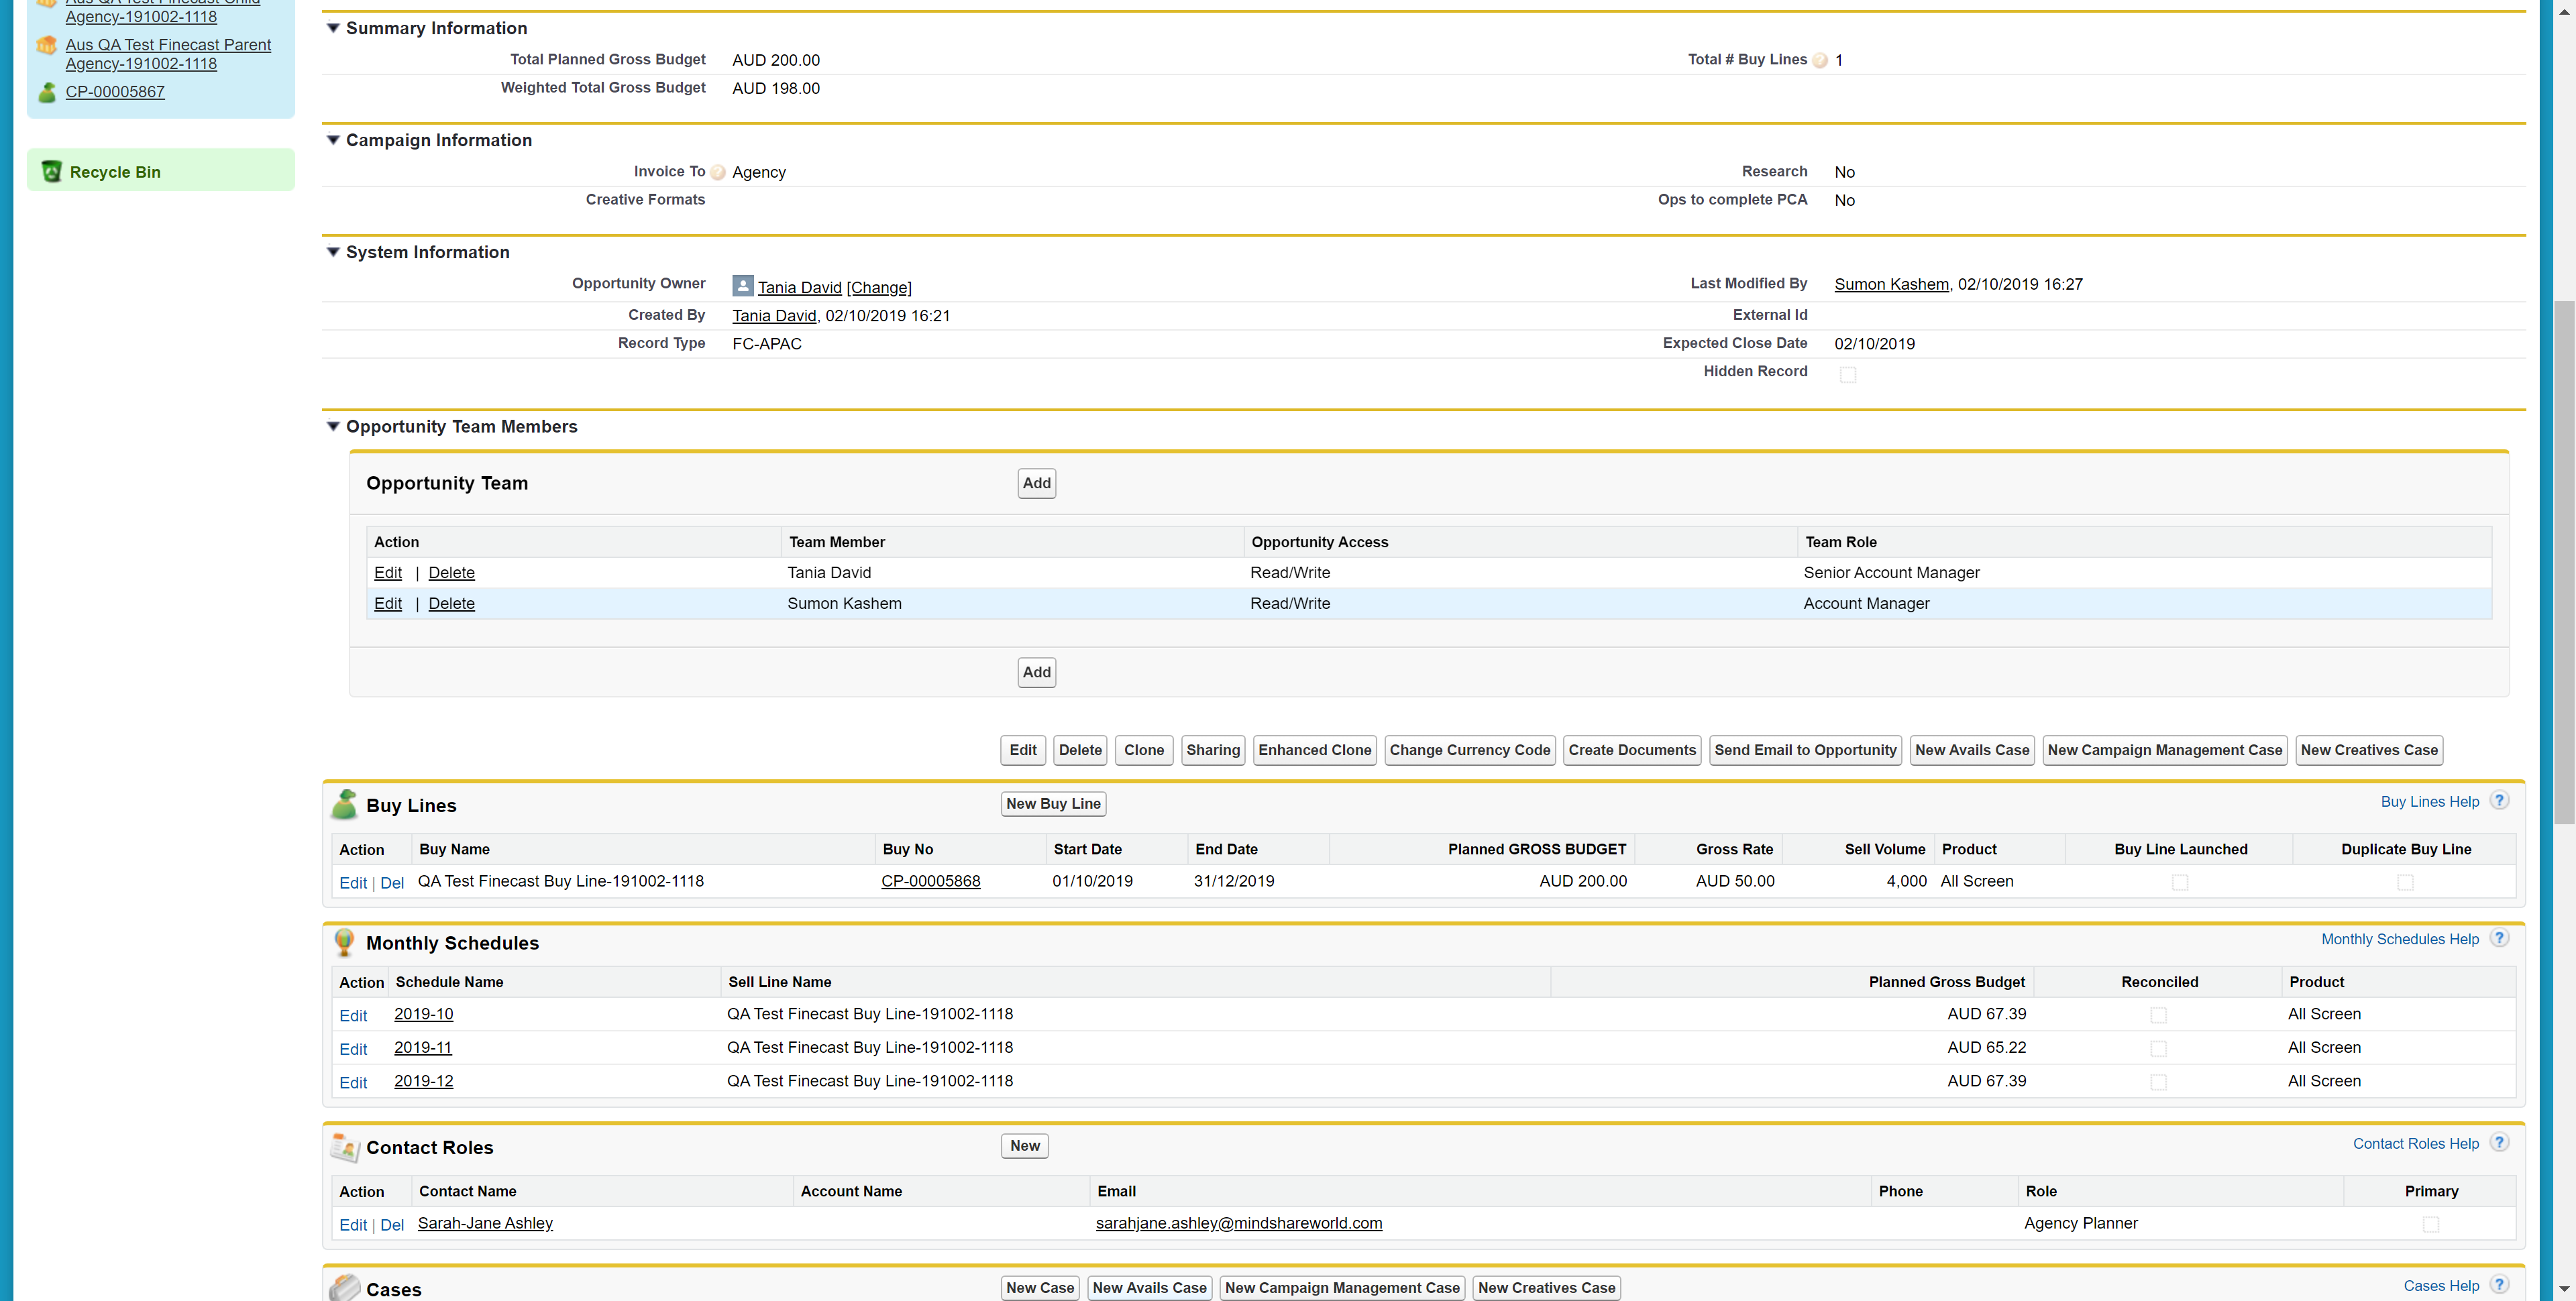 Aus QA Test Finecast Child
Agency-191002-1118
Aus QA Test Finecast Parent
Agency-191002-1118
CP-00005867
Recycle Bin
Summary Information
Total Planned Gross Budget AUD 200.00 Total # Buy Lines 1
Weighted Total Gross Budget AUD 198.00
Campaign Information
Invoice To Agency Research No
Creative Formats Ops to complete PCA No
System Information
Opportunity Owner Tania David [Change] Last Modified By Sumon Kashem, 02/10/2019 16:27
Created By Tania David, 02/10/2019 16:21 External Id
Record Type FC-APAC Expected Close Date 02/10/2019
Hidden Record
Opportunity Team Members
Opportunity Team Add
Action Team Member Opportunity Access Team Role
Edit | Delete Tania David Read/Write Senior Account Manager
Edit | Delete Sumon Kashem Read/Write Account Manager
Add
Edit Delete Clone Sharing Enhanced Clone Change Currency Code Create Documents Send Email to Opportunity New Avails Case New Campaign Management Case New Creatives Case
Buy Lines New Buy Line Buy Lines Help ?
Action Buy Name Buy No Start Date End Date Planned GROSS BUDGET Gross Rate Sell Volume Product Buy Line Launched Duplicate Buy Line
Edit | Del QA Test Finecast Buy Line-191002-1118 CP-00005868 01/10/2019 31/12/2019 AUD 200.00 AUD 50.00 4,000 All Screen
Monthly Schedules Monthly Schedules Help ?
Action Schedule Name Sell Line Name Planned Gross Budget Reconciled Product
Edit 2019-10 QA Test Finecast Buy Line-191002-1118 AUD 67.39 All Screen
Edit 2019-11 QA Test Finecast Buy Line-191002-1118 AUD 65.22 All Screen
Edit 2019-12 QA Test Finecast Buy Line-191002-1118 AUD 67.39 All Screen
Contact Roles New Contact Roles Help ?
Action Contact Name Account Name Email Phone Role Primary
Edit | Del Sarah-Jane Ashley sarahjane.ashley@mindshareworld.com Agency Planner
Cases New Case New Avails Case New Campaign Management Case New Creatives Case Cases Help ?